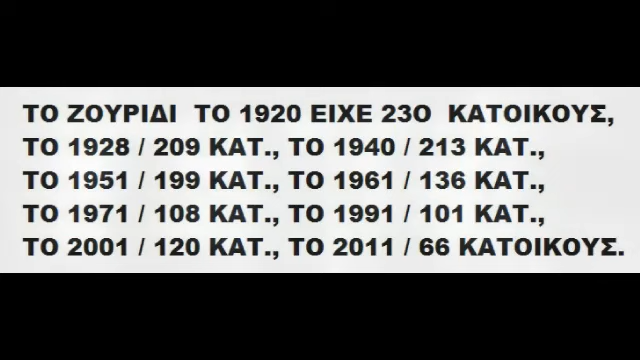 ΤΟ ΖΟΥΡΙΔΙ ΤΟ 1920 ΕΙΧΕ 23Ο ΚΑΤΟΙΚΟΥΣ,
ΤΟ 1928 / 209 ΚΑΤ., ΤΟ 1940 / 213 ΚΑΤ.,
ΤΟ 1951 / 199 ΚΑΤ., ΤΟ 1961 / 136 ΚΑΤ.,
ΤΟ 1971 / 108 ΚΑΤ., ΤΟ 1991 / 101 ΚΑΤ.,
ΤΟ 2001 / 120 ΚΑΤ., ΤΟ 2011 / 66 ΚΑΤΟΙΚΟΥΣ.